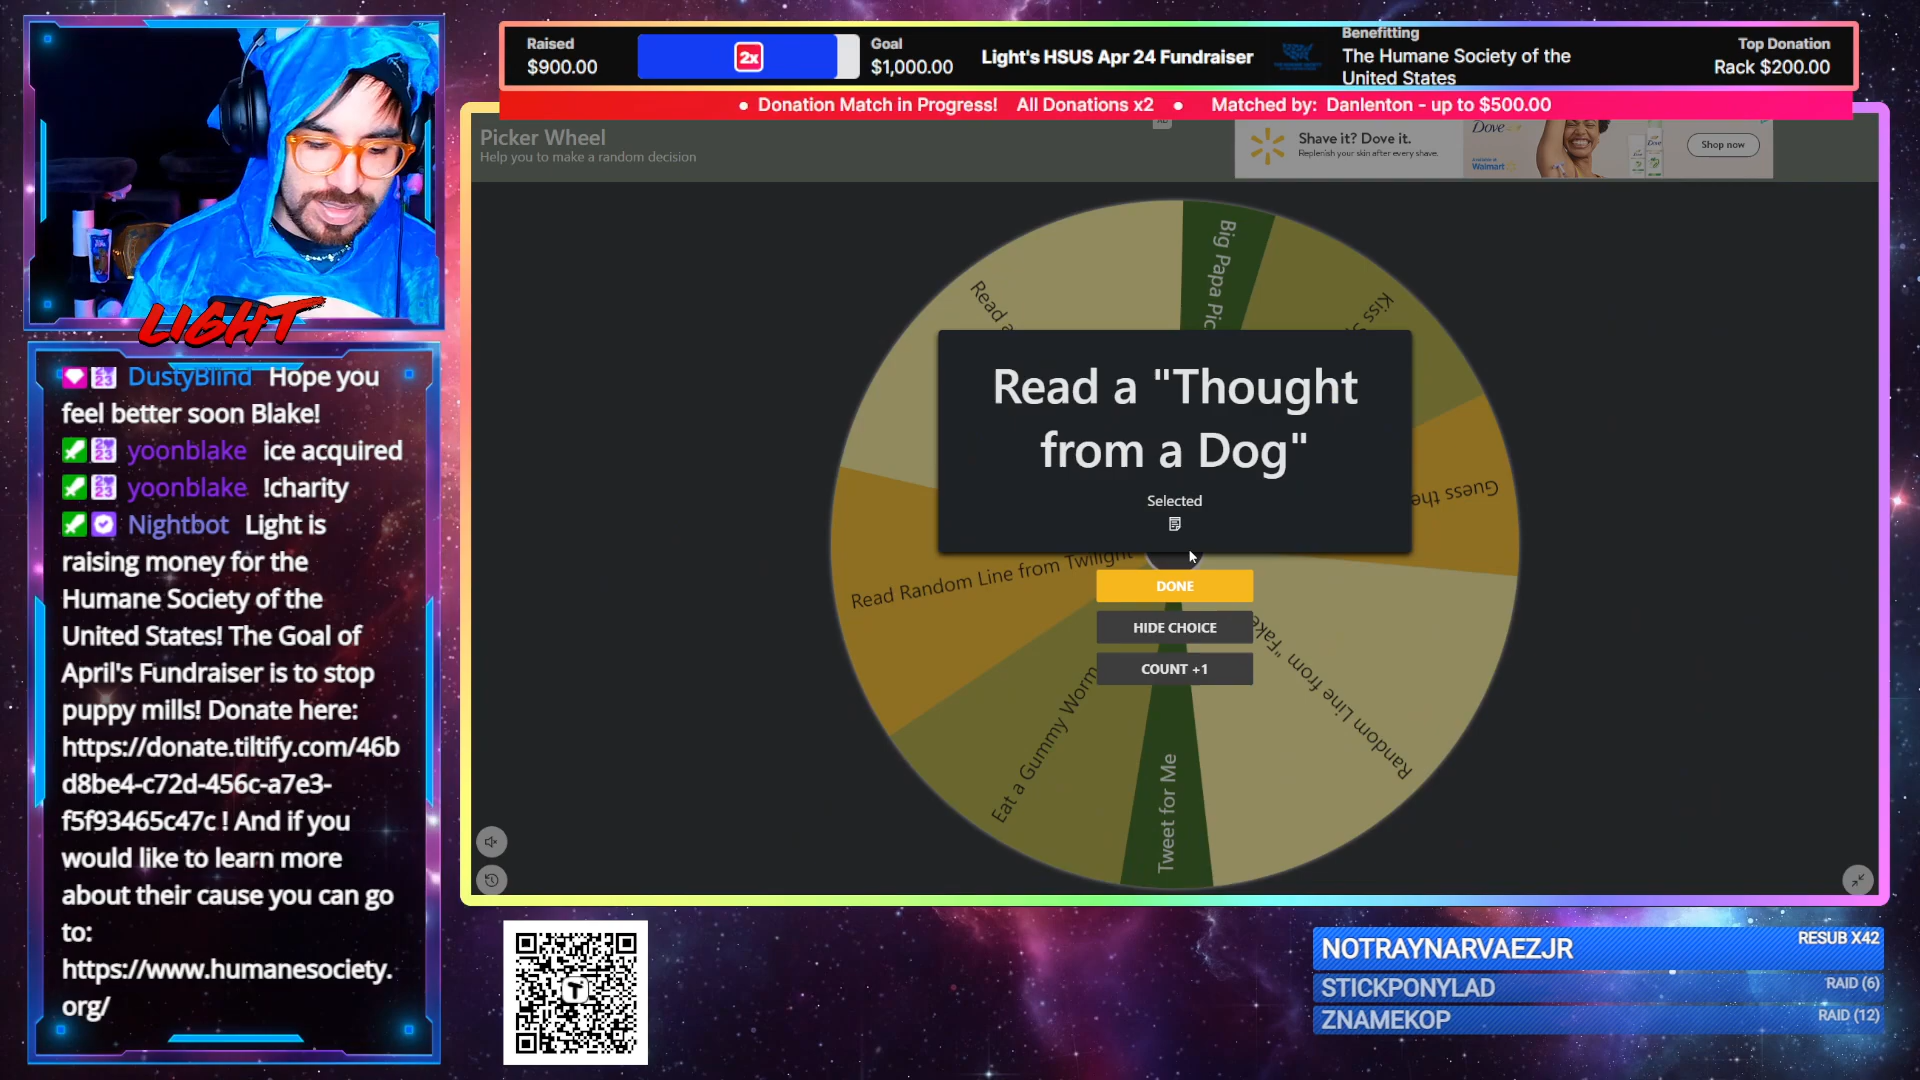 Raised
$900.00
2x
Goal
$1,000.00
Light's HSUS Apr 24 Fundraiser
Benefitting
The Humane Society of the
United States
Top Donation
Rack $200.00
• Donation Match in Progress! All Donations x2 • Matched by: Danlenton - up to $500.00
Picker Wheel
Help you to make a random decision
Shave it? Dove it.
Replenish your skin after every shave.
Walmart
Dove
Shop now
LIGHT
DustyBlind Hope you
feel better soon Blake!
yoonblake ice acquired
yoonblake !charity
Nightbot Light is
raising money for the
Humane Society of the
United States! The Goal of
April's Fundraiser is to stop
puppy mills! Donate here:
https://donate.tiltify.com/46b
d8be4-c72d-456c-a7e3-
f5f93465c47c ! And if you
would like to learn more
about their cause you can go
to:
https://www.humanesociety.
org/
Big Papa Pic
Kiss
Read a
Guess the
Read a "Thought
from a Dog"
Selected
Read Random Line from Twilight
DONE
HIDE CHOICE
COUNT +1
Random Line from "Fake
Eat a Gummy Worm
Tweet for Me
T
NOTRAYNARVAEZJR RESUB X42
STICKPONYLAD RAID (6)
ZNAMEKOP RAID (12)